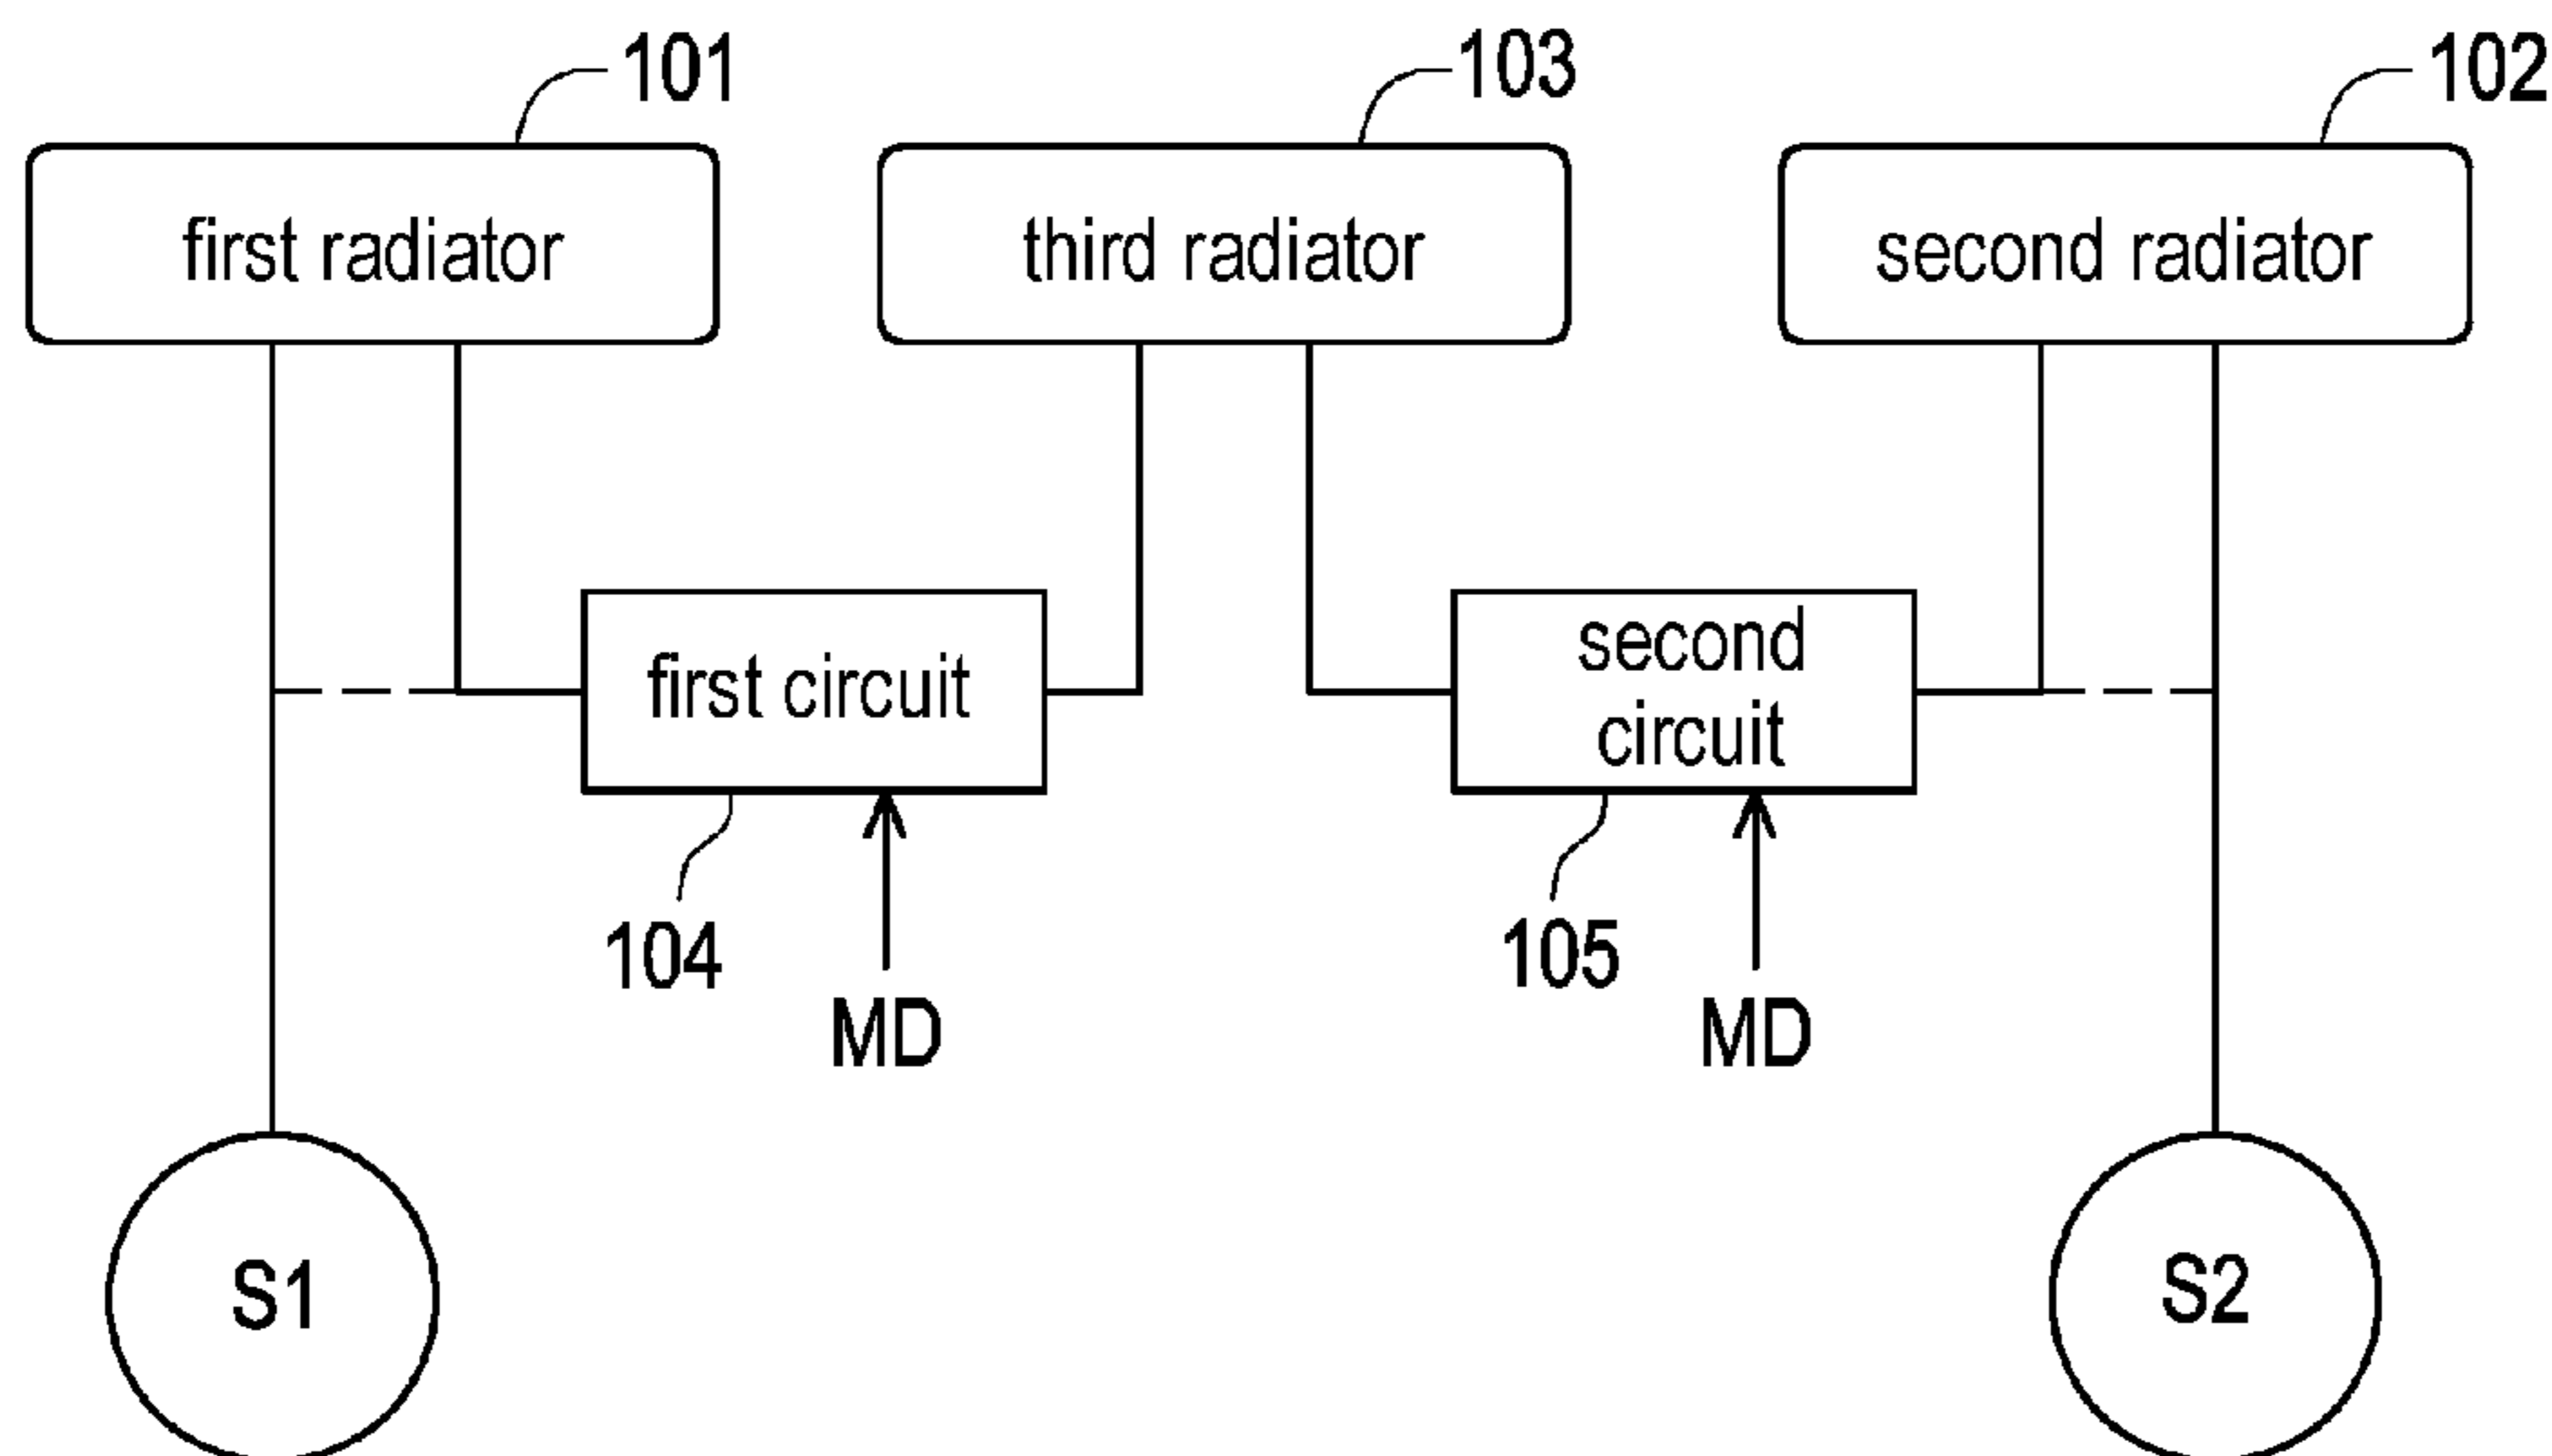 101
103
102
first radiator
third radiator
second radiator
first circuit
second
circuit
104
105
MD
MD
S1
S2